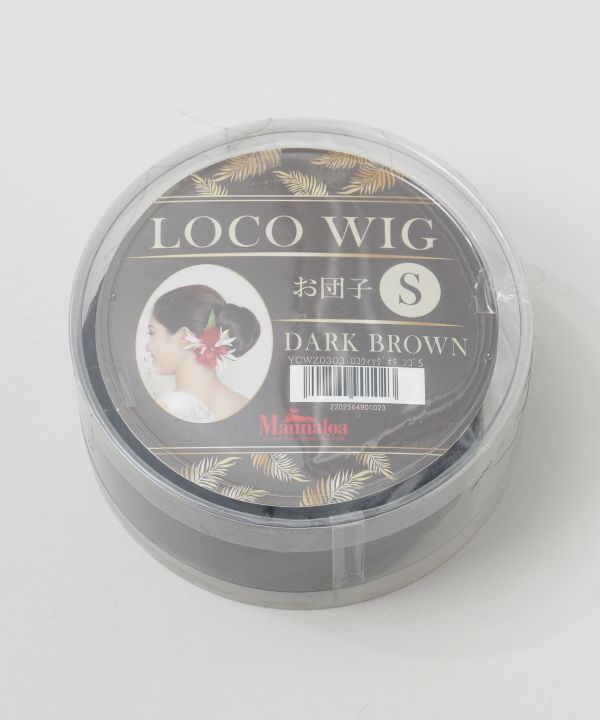 LOCO WIG
お団子 S
DARK BROWN
YCWZ0303 ロコウィッグ オダンゴ S
2202564901023
Maunaloa